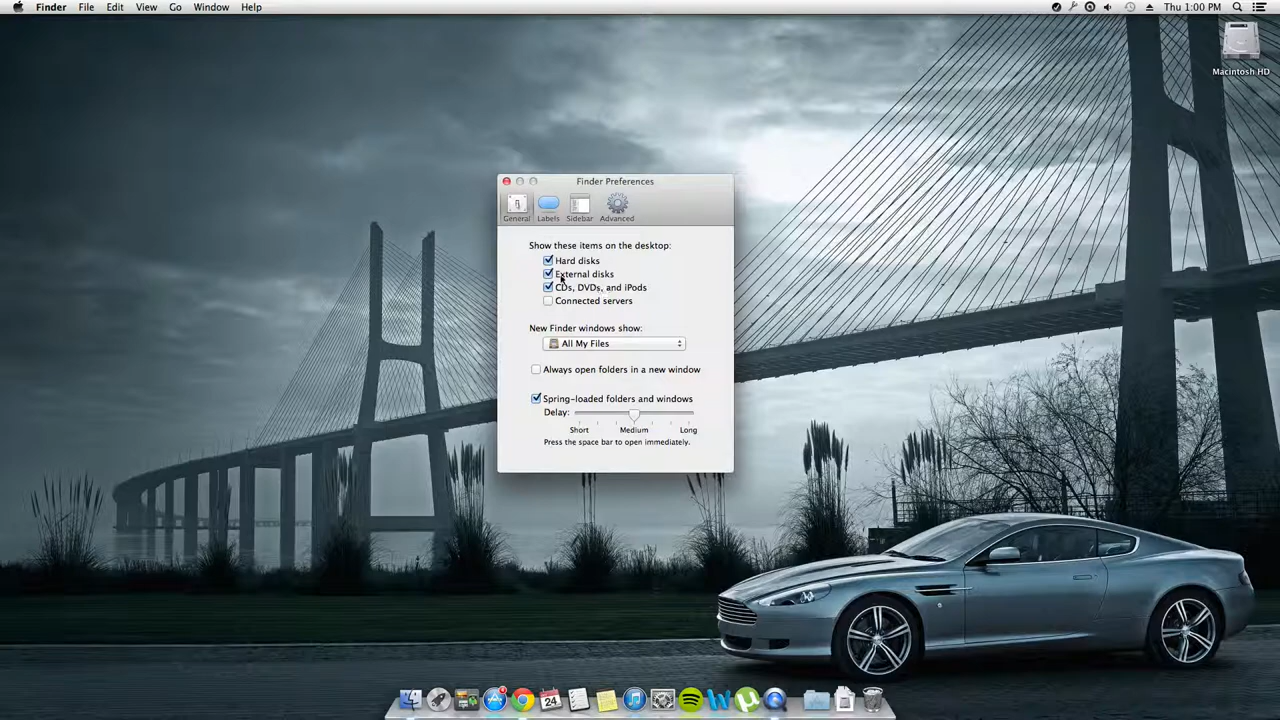 Finder File Edit View Go Window Help
Thu 1:00 PM
Macintosh HD
Finder Preferences
General Labels Sidebar Advanced
Show these items on the desktop:
Hard disks
External disks
CDs, DVDs, and iPods
Connected servers
New Finder windows show:
All My Files
Always open folders in a new window
Spring-loaded folders and windows
Delay:
Short Medium Long
Press the space bar to open immediately.
24